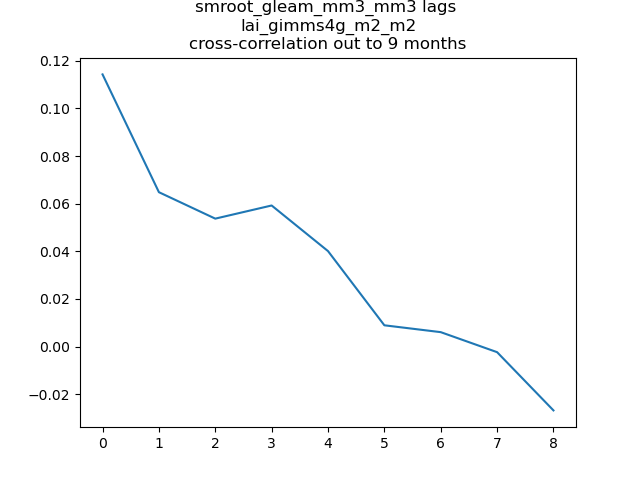 smroot_gleam_mm3_mm3 lags
lai_gimms4g_m2_m2
cross-correlation out to 9 months
0.12
0.10
0.08
0.06
0.04
0.02
0.00
−0.02
0 1 2 3 4 5 6 7 8